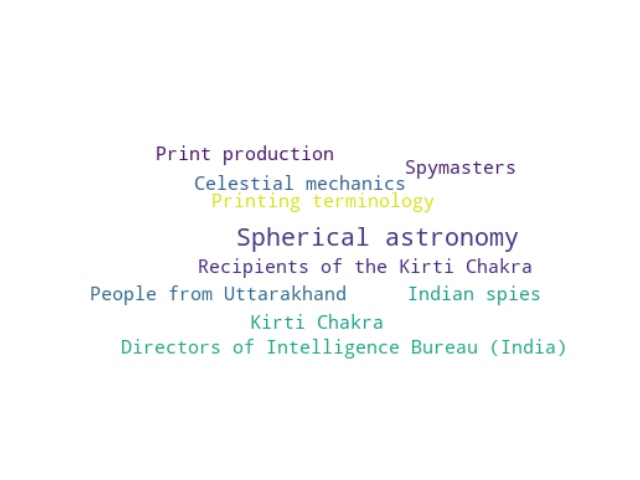 Print production
Spymasters
Celestial mechanics
Printing terminology
Spherical astronomy
Recipients of the Kirti Chakra
People from Uttarakhand
Indian spies
Kirti Chakra
Directors of Intelligence Bureau (India)